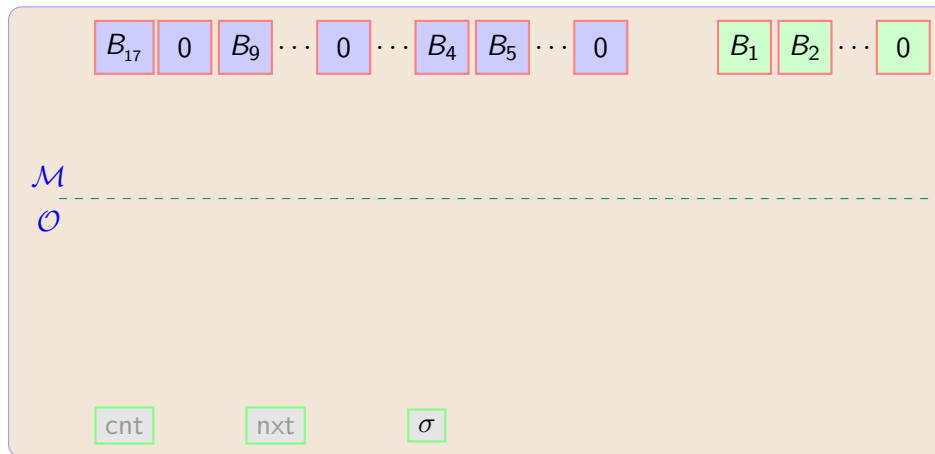 B₁₇ 0 B₉ ··· 0 ··· B₄ B₅ ··· 0 B₁ B₂ ··· 0
ℳ
𝒪
cnt nxt σ